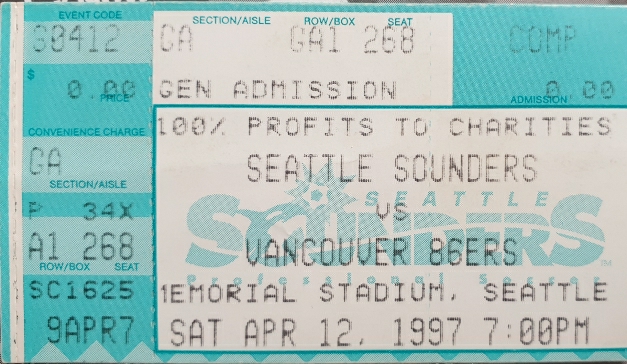 EVENT CODE SECTION/AISLE ROW/BOX SEAT
S0412 GA GA1 268 COMP
$ 0.00 GEN ADMISSION 0.00
PRICE ADMISSION
100% PROFITS TO CHARITIES
CONVENIENCE CHARGE
GA SEATTLE SOUNDERS
SECTION/AISLE
SEATTLE
SOUNDERS
TM
P 34X VS
A1 268 VANCOUVER 86ERS
ROW/BOX SEAT
Professional Soccer
SC1625 MEMORIAL STADIUM, SEATTLE
9APR7 SAT APR 12, 1997 7:00PM